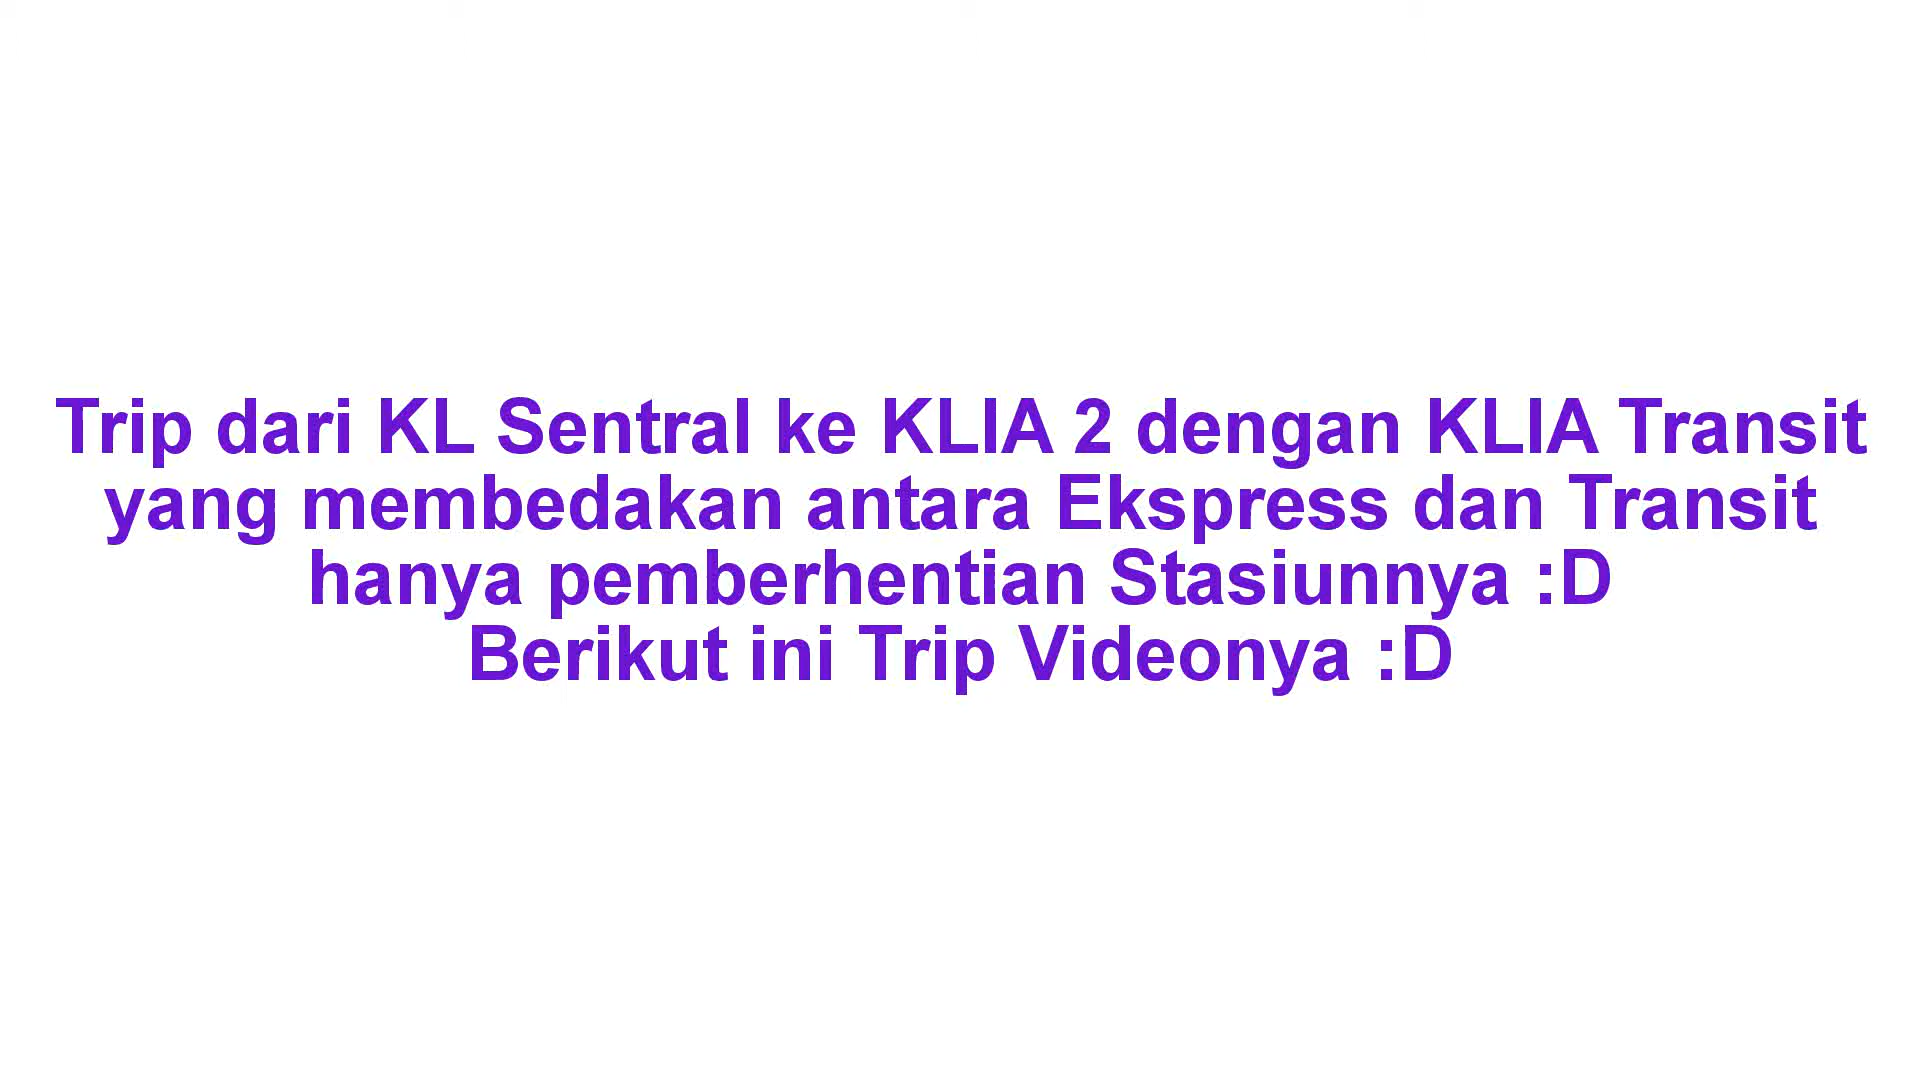 Trip dari KL Sentral ke KLIA 2 dengan KLIA Transit
yang membedakan antara Ekspress dan Transit
hanya pemberhentian Stasiunnya :D
Berikut ini Trip Videonya :D